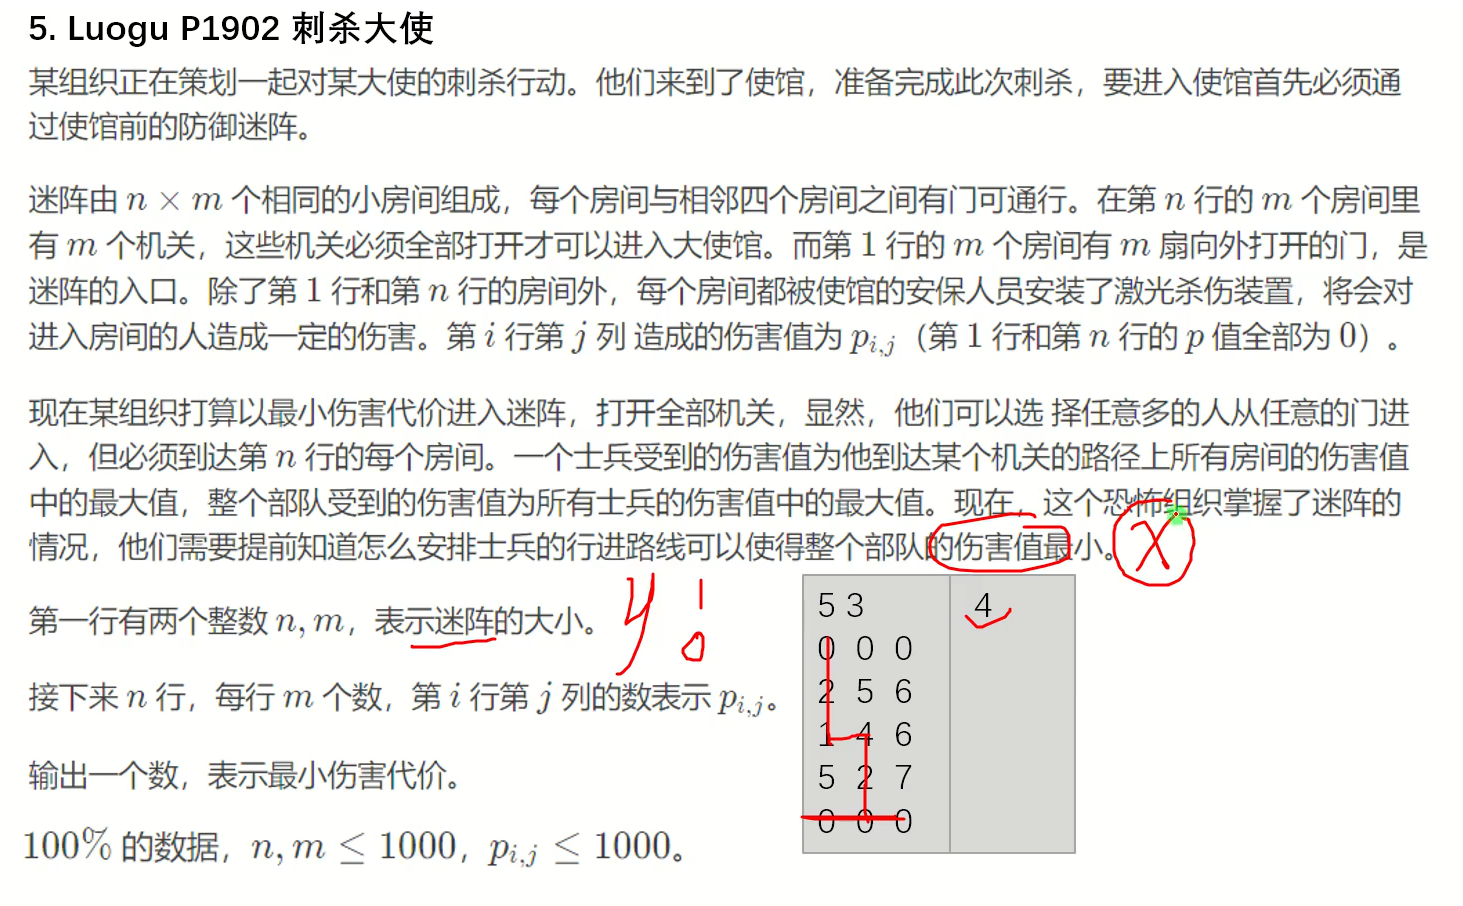 5. Luogu P1902 刺杀大使
某组织正在策划一起对某大使的刺杀行动。他们来到了使馆，准备完成此次刺杀，要进入使馆首先必须通
过使馆前的防御迷阵。
迷阵由 n × m 个相同的小房间组成，每个房间与相邻四个房间之间有门可通行。在第 n 行的 m 个房间里
有 m 个机关，这些机关必须全部打开才可以进入大使馆。而第 1 行的 m 个房间有 m 扇向外打开的门，是
迷阵的入口。除了第 1 行和第 n 行的房间外，每个房间都被使馆的安保人员安装了激光杀伤装置，将会对
进入房间的人造成一定的伤害。第 i 行第 j 列 造成的伤害值为 p_{i,j}（第 1 行和第 n 行的 p 值全部为 0）。
现在某组织打算以最小伤害代价进入迷阵，打开全部机关，显然，他们可以选 择任意多的人从任意的门进
入，但必须到达第 n 行的每个房间。一个士兵受到的伤害值为他到达某个机关的路径上所有房间的伤害值
中的最大值，整个部队受到的伤害值为所有士兵的伤害值中的最大值。现在，这个恐怖组织掌握了迷阵的
情况，他们需要提前知道怎么安排士兵的行进路线可以使得整个部队的伤害值最小。
X
第一行有两个整数 n, m，表示迷阵的大小。
接下来 n 行，每行 m 个数，第 i 行第 j 列的数表示 p_{i,j}。
输出一个数，表示最小伤害代价。
100% 的数据，n, m ≤ 1000，p_{i,j} ≤ 1000。
5 3
0 0 0
2 5 6
1 4 6
5 2 7
0 0 0
4